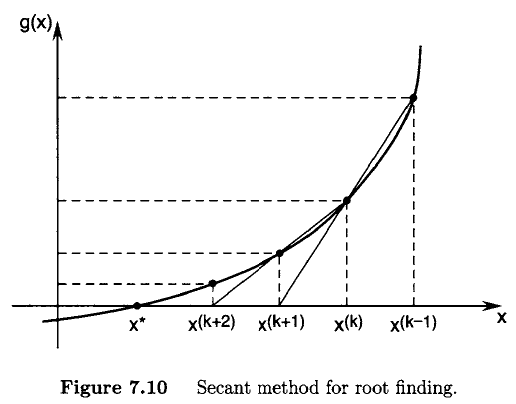 g(x)
x
x* x(k+2) x(k+1) x(k) x(k−1)
Figure 7.10 Secant method for root finding.